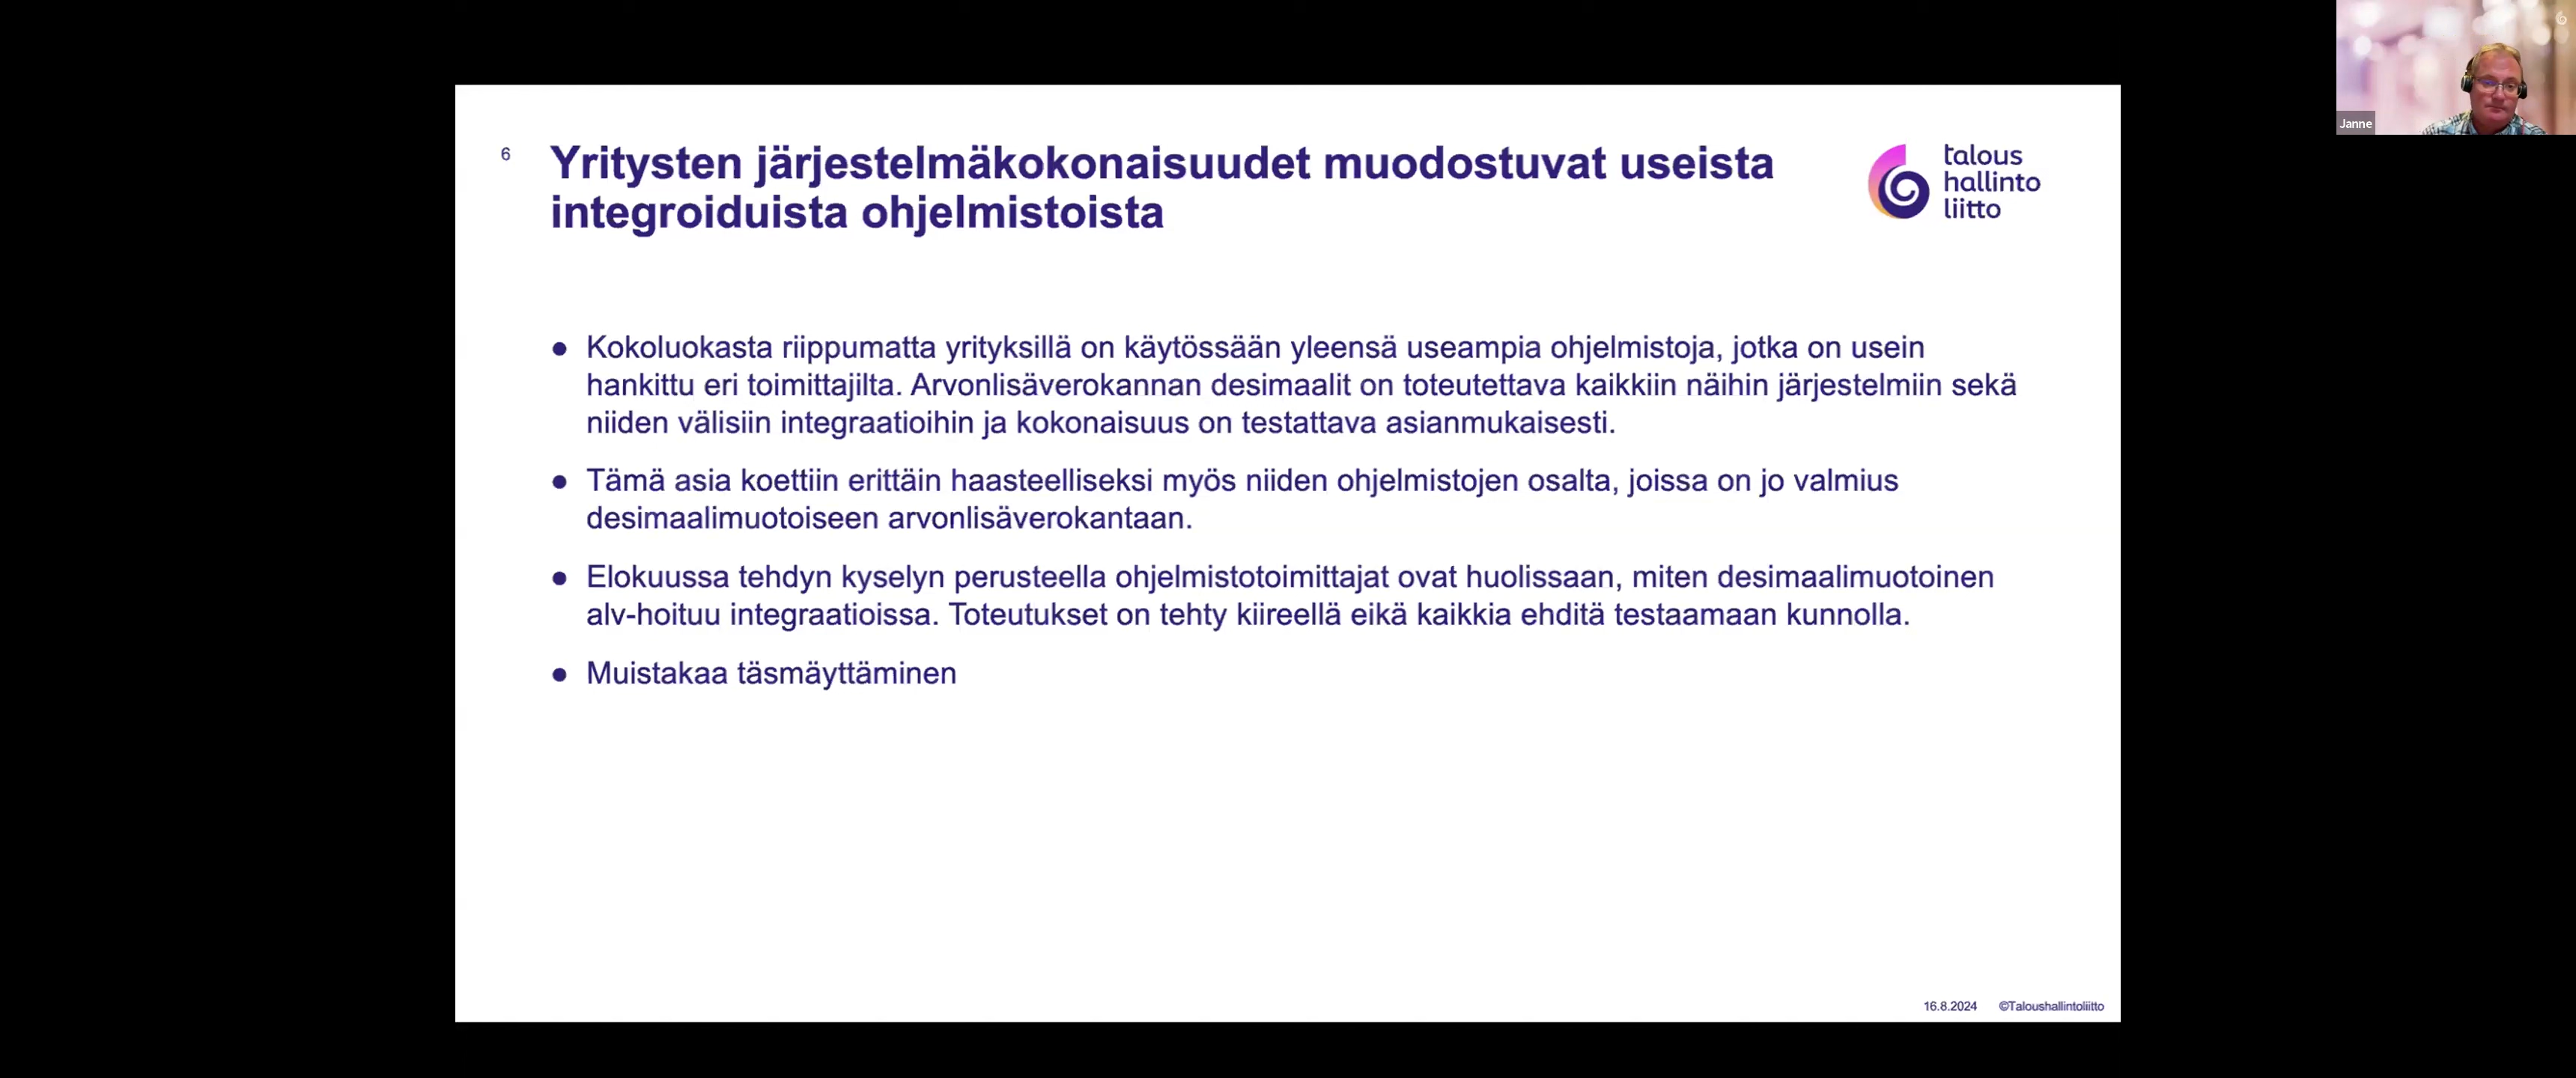 6
Yritysten järjestelmäkokonaisuudet muodostuvat useista
integroiduista ohjelmistoista
talous
hallinto
liitto
Janne
● Kokoluokasta riippumatta yrityksillä on käytössään yleensä useampia ohjelmistoja, jotka on usein
hankittu eri toimittajilta. Arvonlisäverokannan desimaalit on toteutettava kaikkiin näihin järjestelmiin sekä
niiden välisiin integraatioihin ja kokonaisuus on testattava asianmukaisesti.
● Tämä asia koettiin erittäin haasteelliseksi myös niiden ohjelmistojen osalta, joissa on jo valmius
desimaalimuotoiseen arvonlisäverokantaan.
● Elokuussa tehdyn kyselyn perusteella ohjelmistotoimittajat ovat huolissaan, miten desimaalimuotoinen
alv-hoituu integraatioissa. Toteutukset on tehty kiireellä eikä kaikkia ehditä testaamaan kunnolla.
● Muistakaa täsmäyttäminen
16.8.2024 ©Taloushallintoliitto